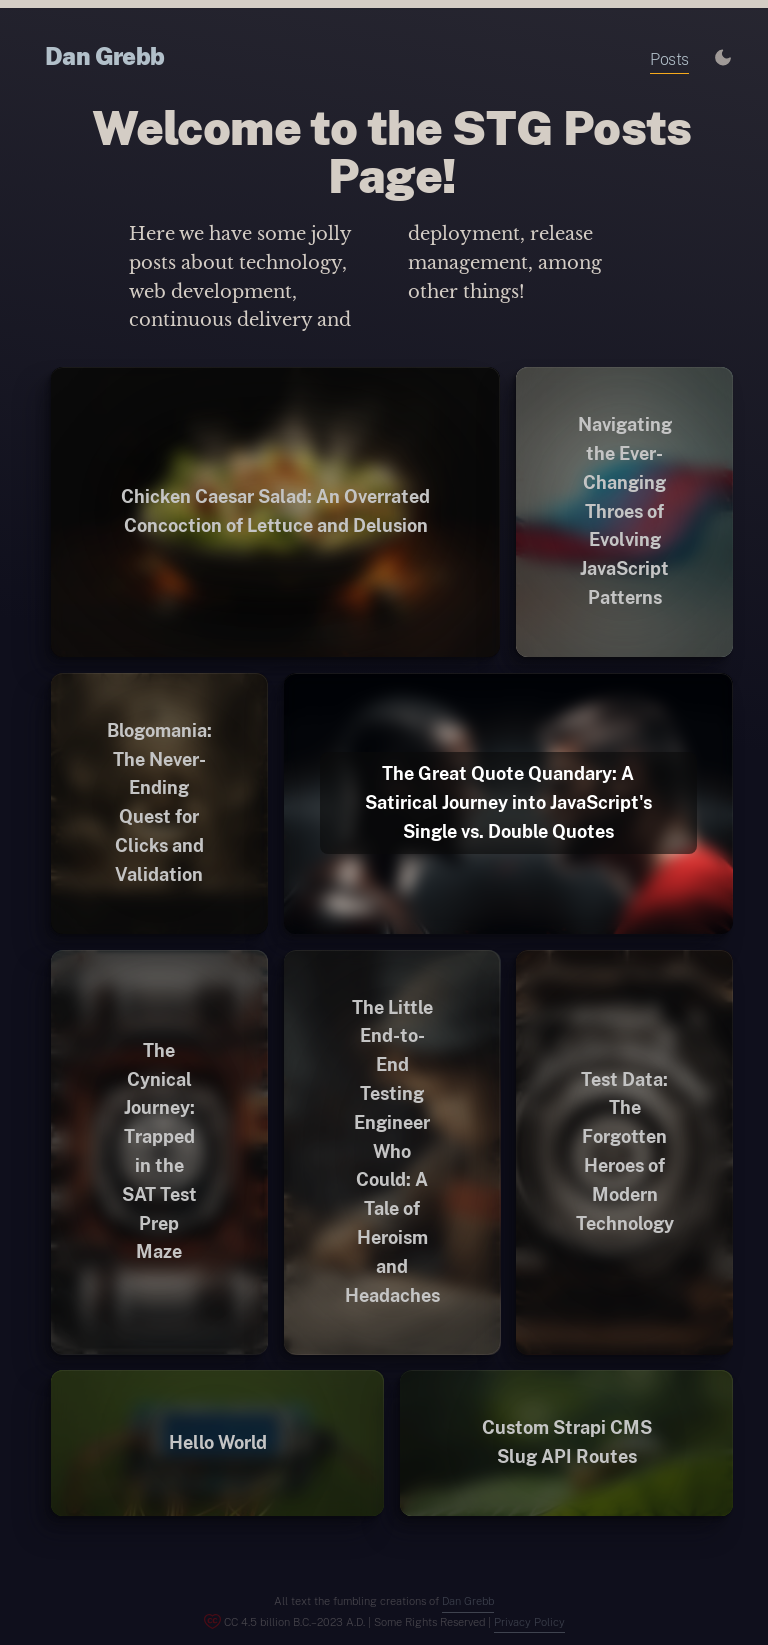 Dan Grebb
Posts
Welcome to the STG Posts
Page!
Here we have some jolly
posts about technology,
web development,
continuous delivery and
deployment, release
management, among
other things!
Chicken Caesar Salad: An Overrated
Concoction of Lettuce and Delusion
Navigating
the Ever-
Changing
Throes of
Evolving
JavaScript
Patterns
Blogomania:
The Never-
Ending
Quest for
Clicks and
Validation
The Great Quote Quandary: A
Satirical Journey into JavaScript's
Single vs. Double Quotes
The
Cynical
Journey:
Trapped
in the
SAT Test
Prep
Maze
The Little
End-to-
End
Testing
Engineer
Who
Could: A
Tale of
Heroism
and
Headaches
Test Data:
The
Forgotten
Heroes of
Modern
Technology
Hello World
Custom Strapi CMS
Slug API Routes
All text the fumbling creations of Dan Grebb
CC 4.5 billion B.C.–2023 A.D. | Some Rights Reserved | Privacy Policy